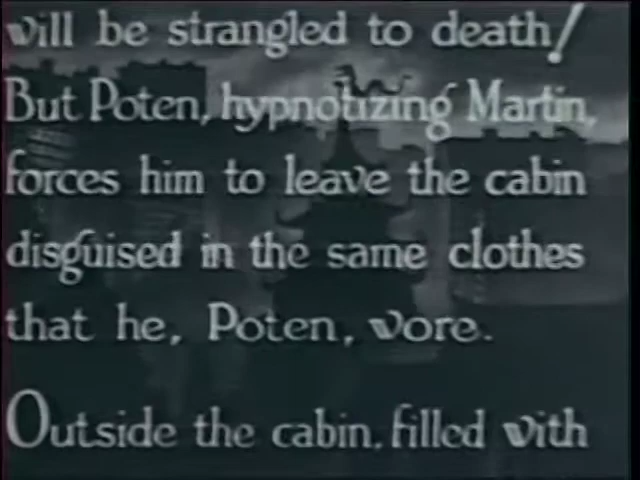 will be strangled to death!
But Poten, hypnotizing Martin,
forces him to leave the cabin
disguised in the same clothes
that he, Poten, wore.
Outside the cabin, filled with